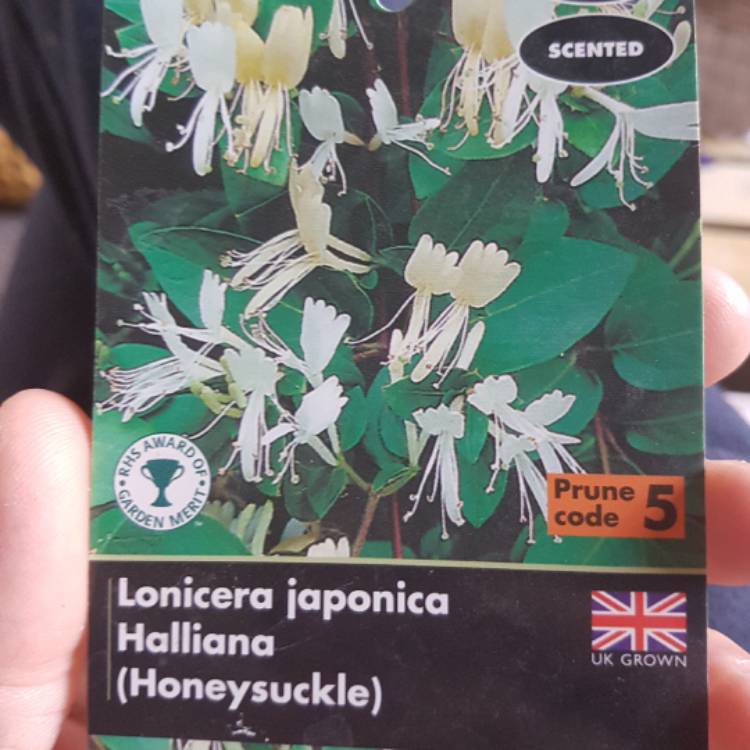 SCENTED
RHS AWARD OF
GARDEN MERIT
Prune
code 5
Lonicera japonica
Halliana
(Honeysuckle)
UK GROWN